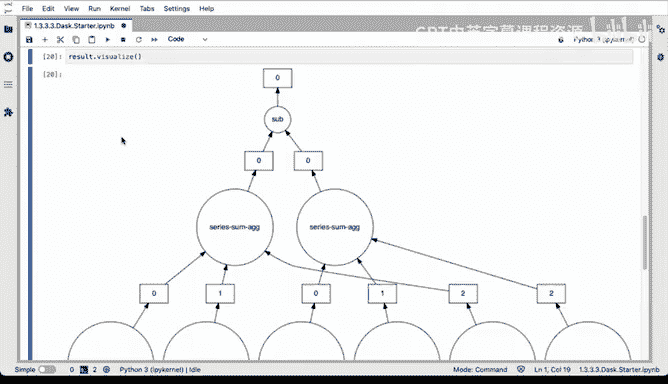 File Edit View Run Kernel Tabs Settings Help
1.3.3.3.Dask.Starter.ipynb
Code
Python 3 (ipykernel)
[20]: result.visualize()
[20]:
0
sub
0 0
series-sum-agg series-sum-agg
0 1 0 1 2 2
Simple 2 Python 3 (ipykernel) | Idle Mode: Command Ln 1, Col 19 1.3.3.3.Dask.Starter.ipynb